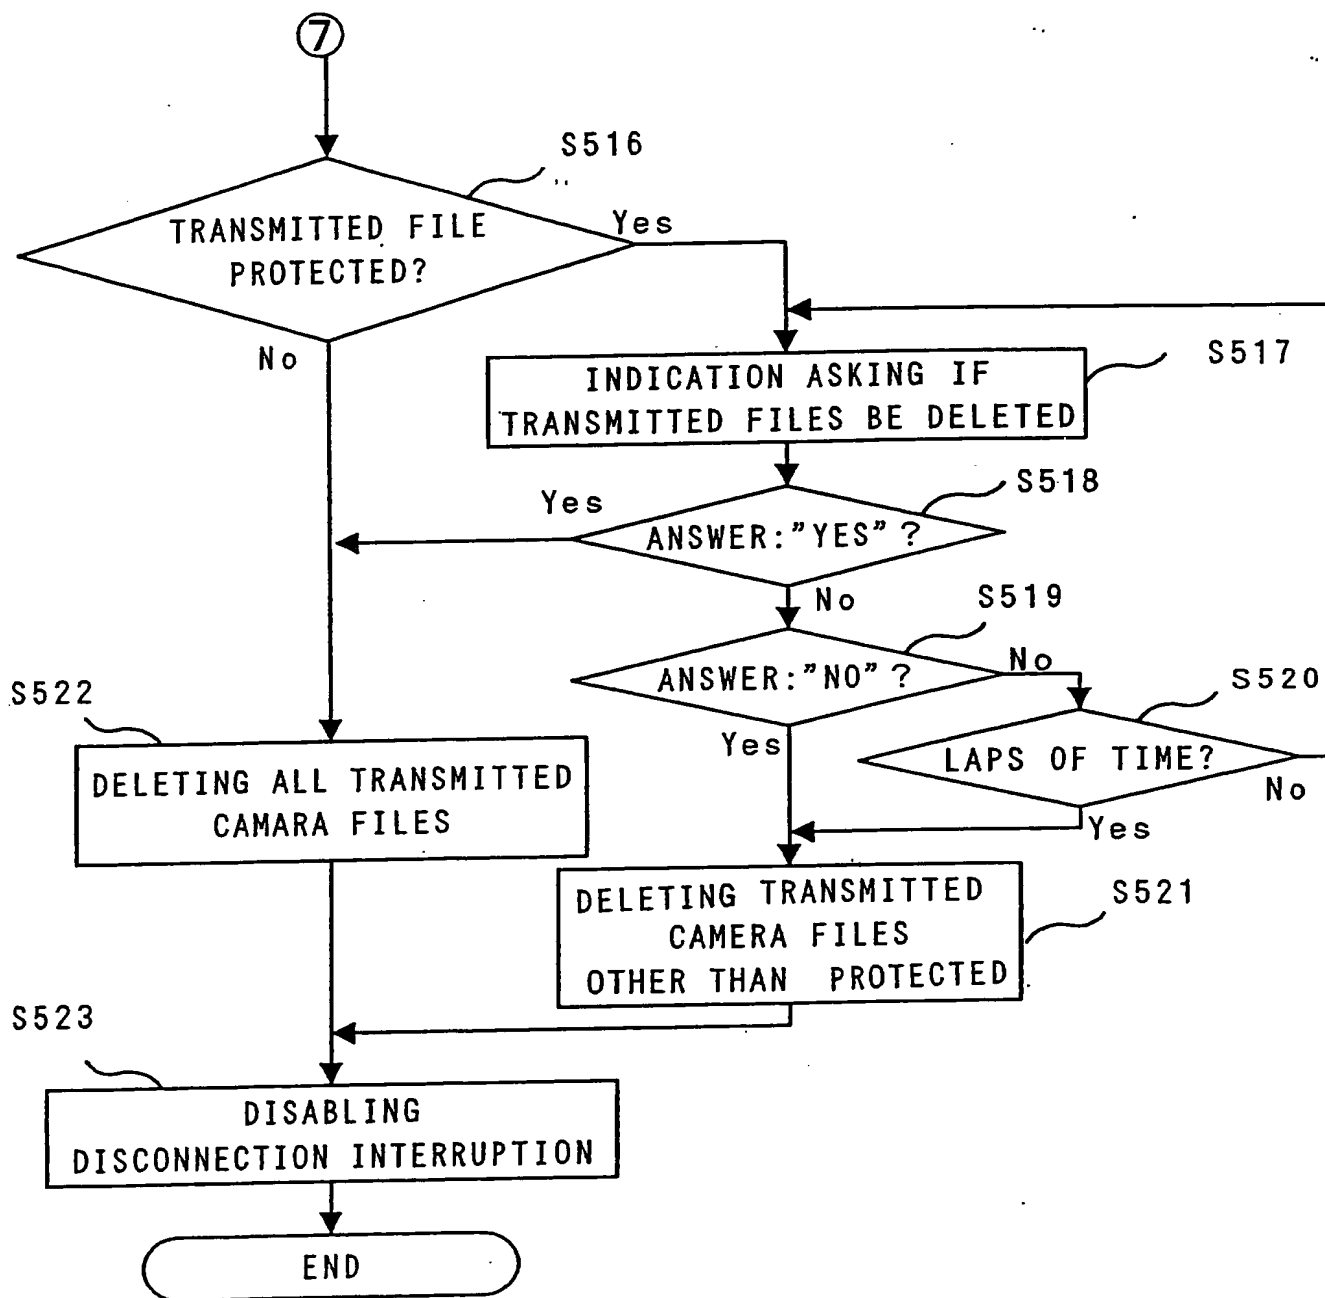 7
S516
TRANSMITTED FILE
PROTECTED?
Yes
No
S517
INDICATION ASKING IF
TRANSMITTED FILES BE DELETED
S518
Yes
ANSWER:"YES"?
No
S519
ANSWER:"NO"?
No
S520
Yes
LAPS OF TIME?
No
Yes
S522
DELETING ALL TRANSMITTED
CAMARA FILES
S521
DELETING TRANSMITTED
CAMERA FILES
OTHER THAN PROTECTED
S523
DISABLING
DISCONNECTION INTERRUPTION
END